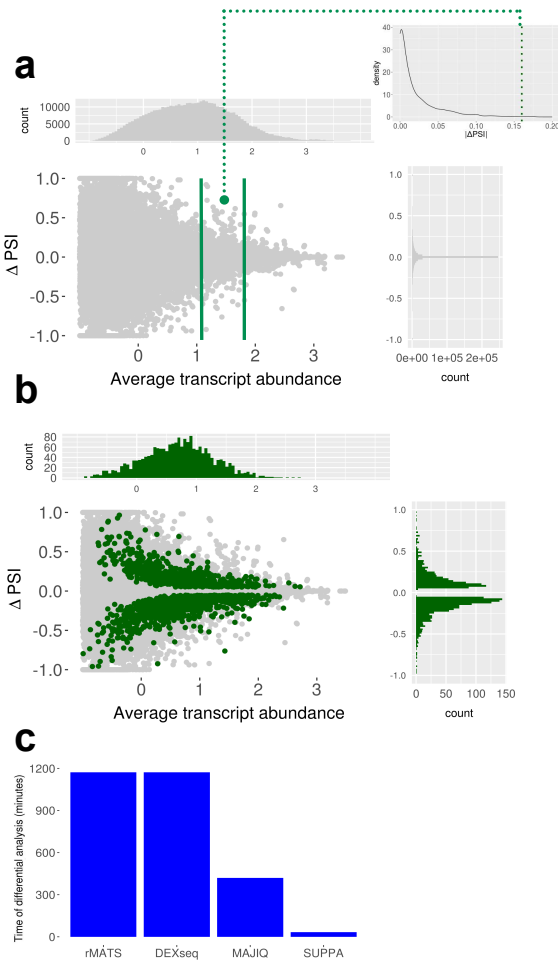 a
40
30
20
10
0
density
0.00 0.05 0.10 0.15 0.20
|ΔPSI|
10000
5000
0
count
0 1 2 3
1.0
0.5
0.0
-0.5
-1.0
Δ PSI
0 1 2 3
Average transcript abundance
1.0
0.5
0.0
-0.5
-1.0
0e+00 1e+05 2e+05
count
b
80
60
40
20
0
count
0 1 2 3
1.0
0.5
0.0
-0.5
-1.0
Δ PSI
0 1 2 3
Average transcript abundance
1.0
0.5
0.0
-0.5
-1.0
0 50 100 150
count
c
1200
900
600
300
0
Time of differential analysis (minutes)
rMATS DEXseq MAJIQ SUPPA